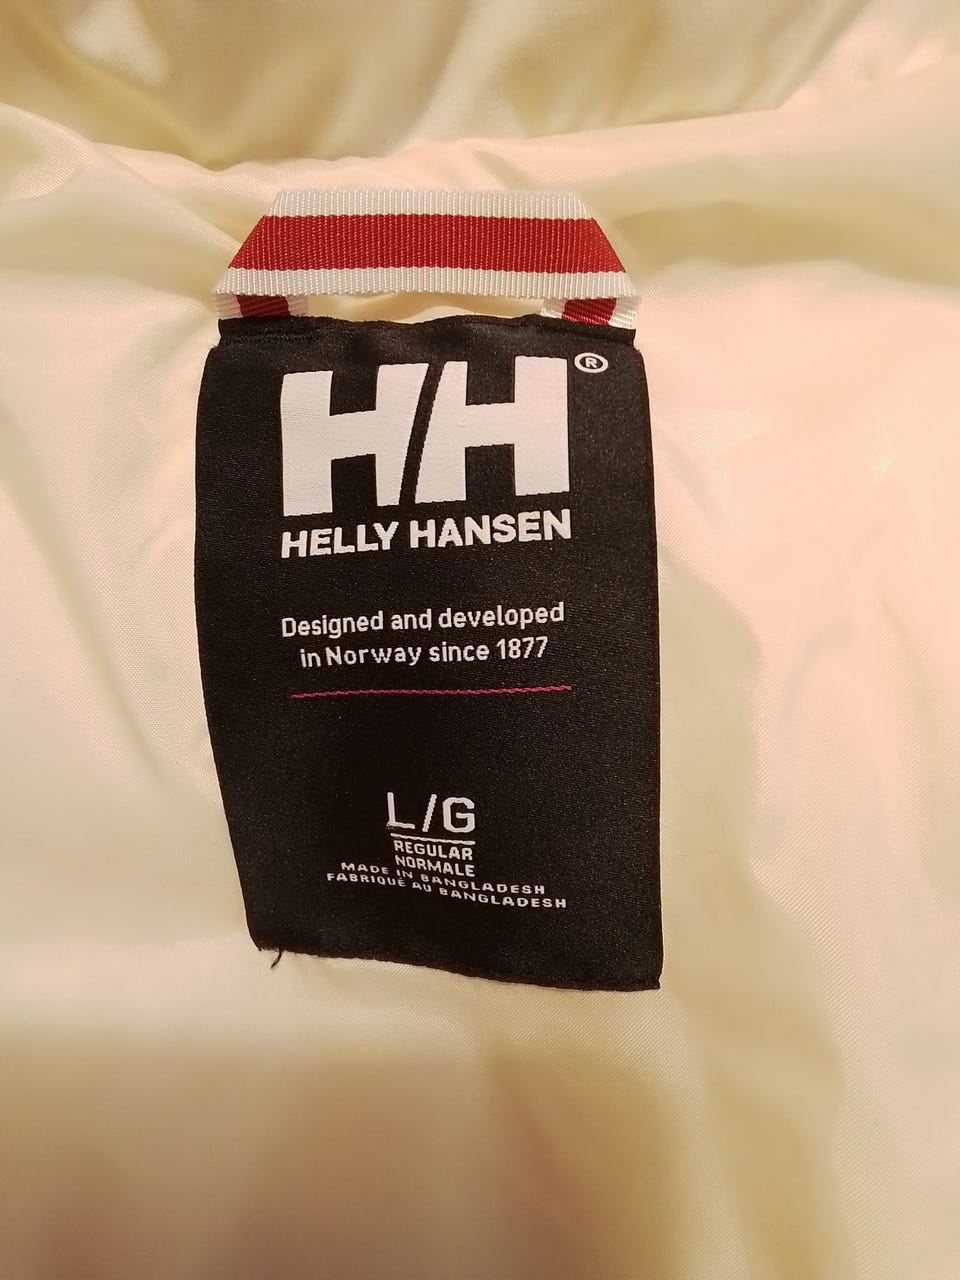 HH®
HELLY HANSEN
Designed and developed
in Norway since 1877
L/G
REGULAR
NORMALE
MADE IN BANGLADESH
FABRIQUÉ AU BANGLADESH